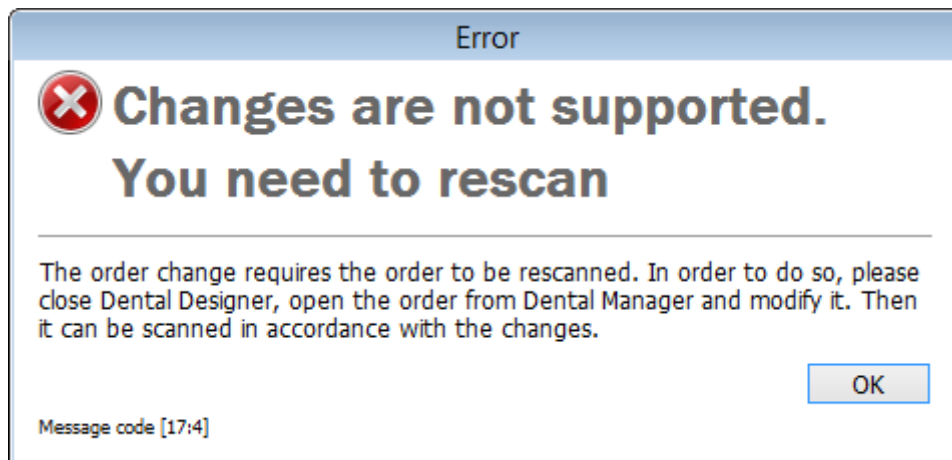 Error
Changes are not supported.
You need to rescan
The order change requires the order to be rescanned. In order to do so, please
close Dental Designer, open the order from Dental Manager and modify it. Then
it can be scanned in accordance with the changes.
OK
Message code [17:4]